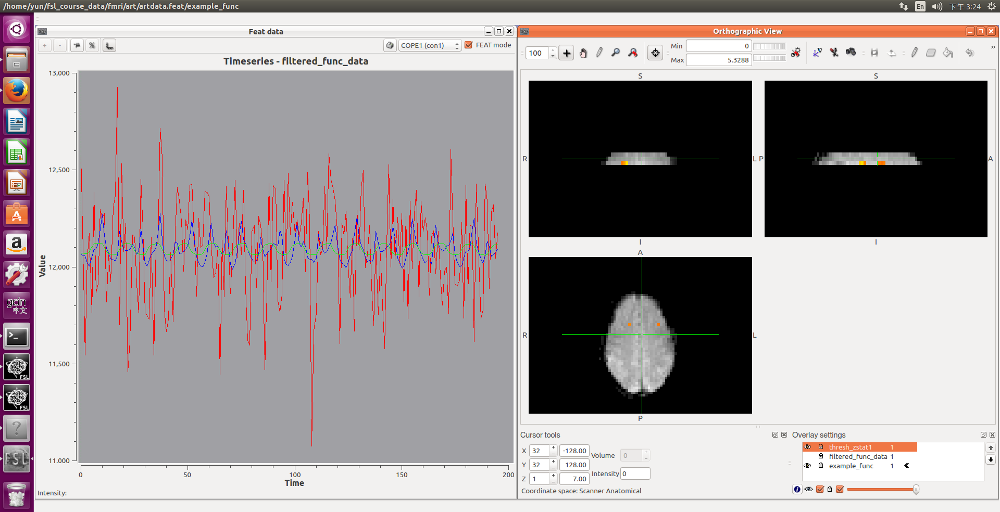 /home/yun/fsl_course_data/fmri/art/artdata.feat/example_func
En
下午 3:24
Feat data
COPE1 (con1)
FEAT mode
Timeseries - filtered_func_data
13,000
12,500
12,000
11,500
11.000
Value
0
50
100
150
200
Time
Intensity:
Orthographic View
100
Min
0
Max
5.3288
S
R
L
I
S
P
A
I
A
R
L
P
Cursor tools
X
32
-128.00
Y
32
128.00
Z
1
7.00
Volume
0
Intensity
0
Coordinate space: Scanner Anatomical
Overlay settings
thresh_zstat1 1
filtered_func_data 1
example_func 1
gcin
中文
FSL
FSL
FSL